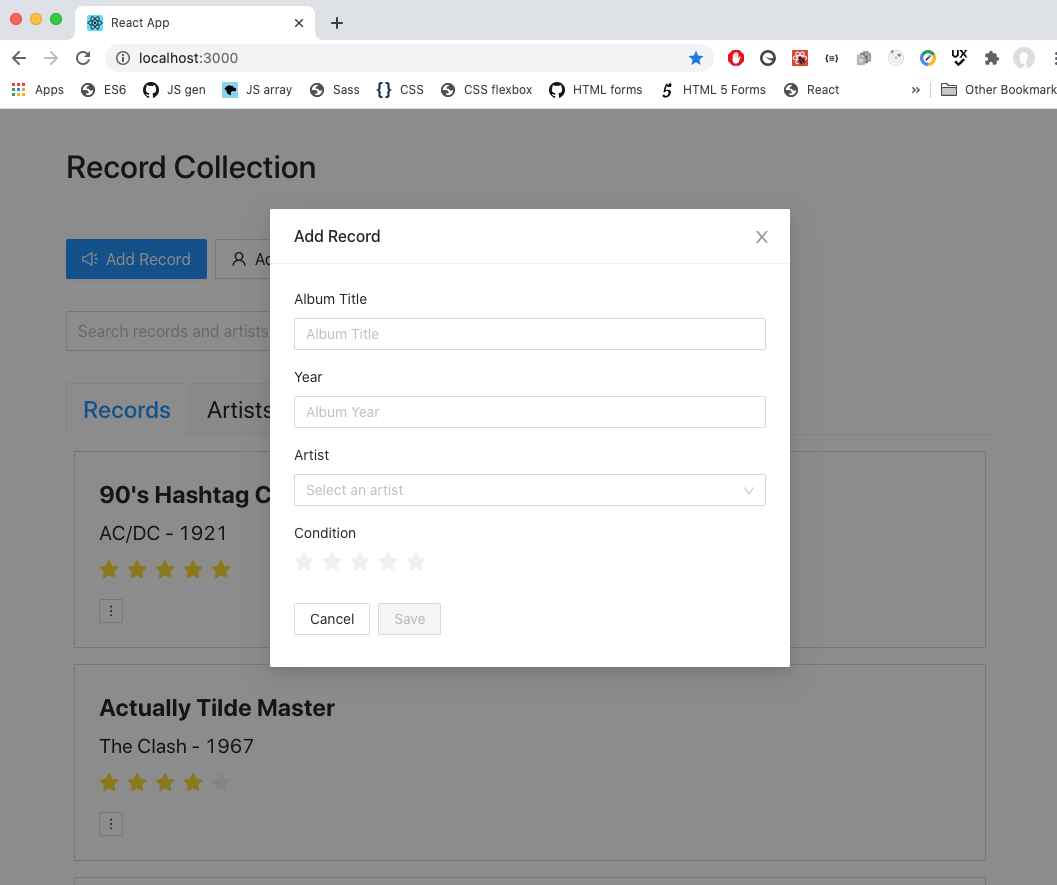 React App
localhost:3000
UX
Apps ES6 JS gen JS array Sass {} CSS CSS flexbox HTML forms 5 HTML 5 Forms React » Other Bookmark
Record Collection
Add Record
Search records and artists
Records Artists
90's Hashtag
AC/DC - 1921
Actually Tilde Master
The Clash - 1967
Add Record
Album Title
Album Title
Year
Album Year
Artist
Select an artist
Condition
Cancel Save